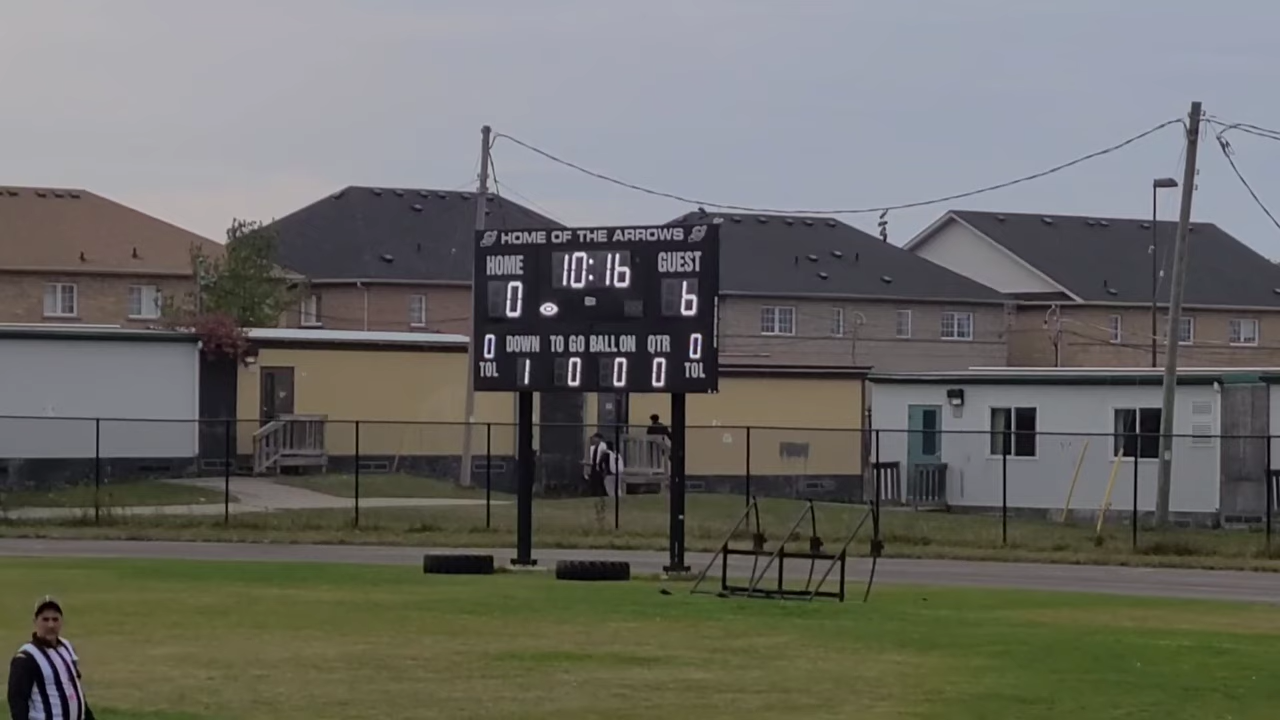 HOME OF THE ARROWS
HOME 10:16 GUEST
0 6
0 DOWN TO GO BALL ON QTR 0
TOL 1 0 0 0 TOL